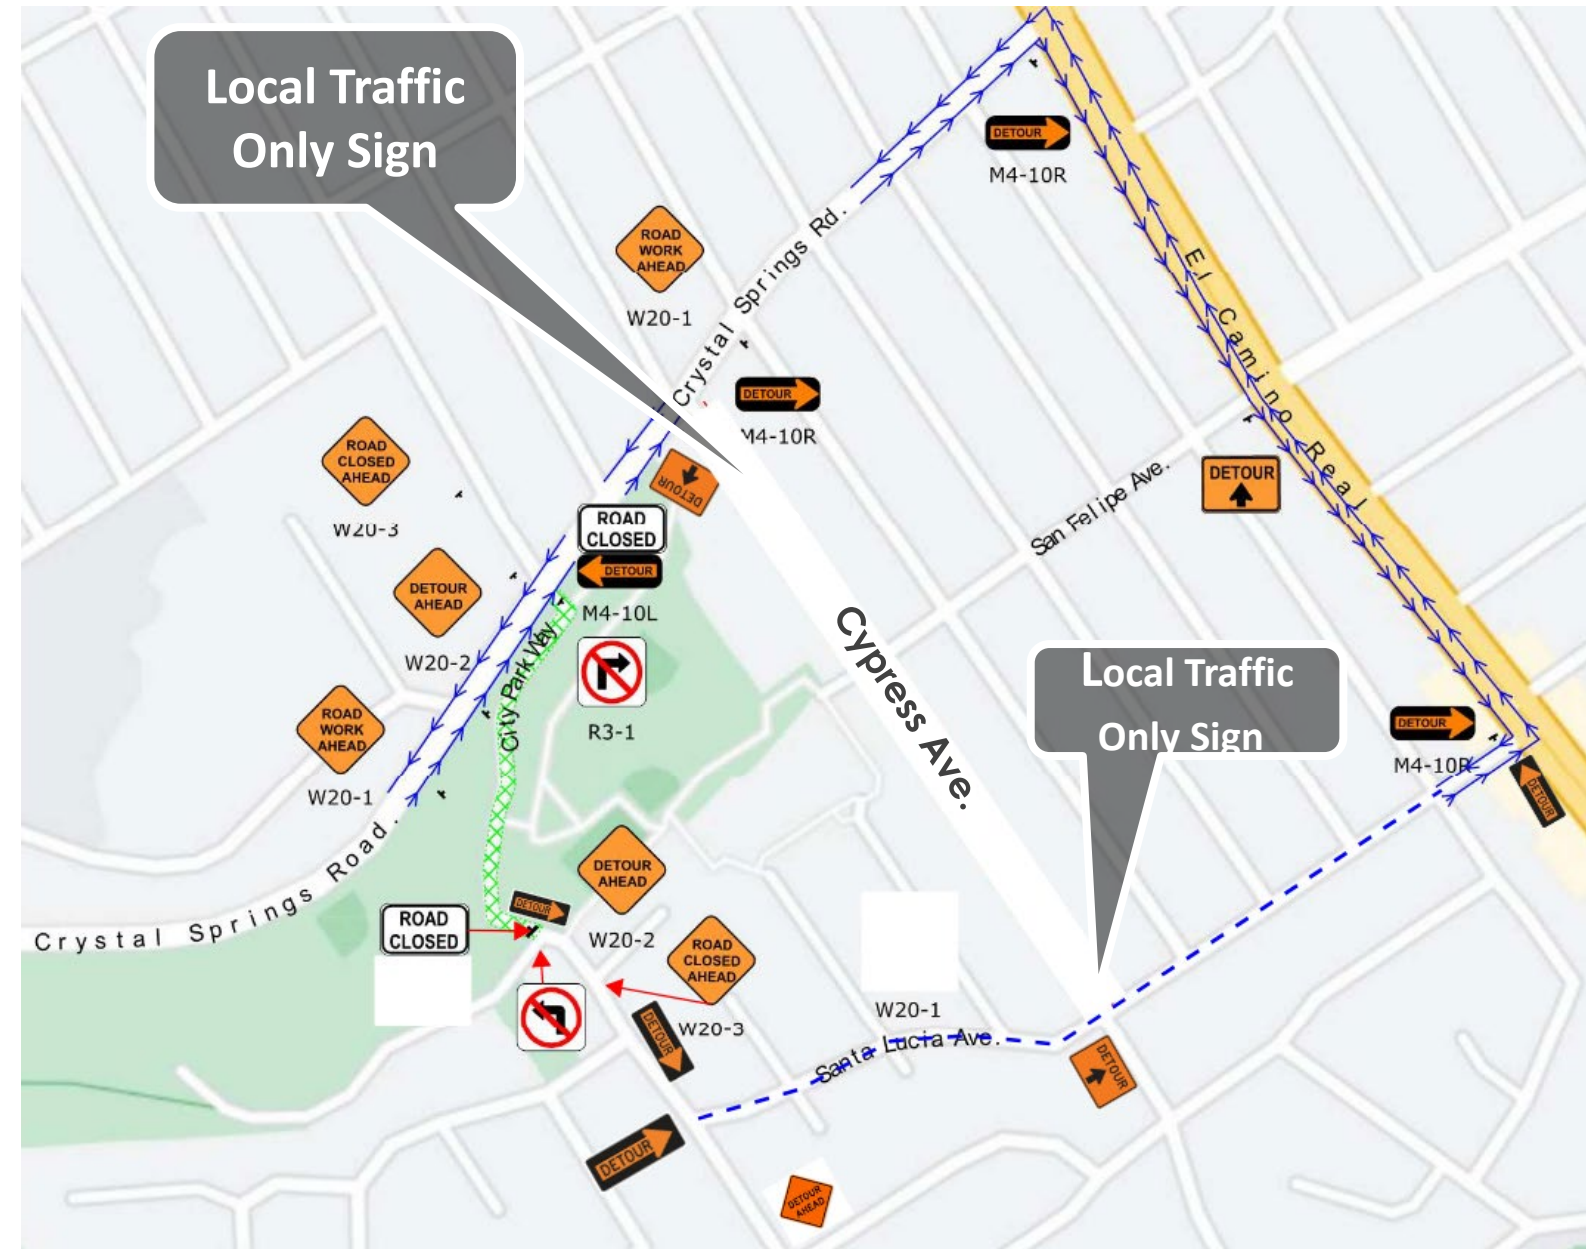 Local Traffic
Only Sign
DETOUR
M4-10R
ROAD
WORK
AHEAD
W20-1
Crystal Springs Rd.
DETOUR
M4-10R
El Camino Real
ROAD
CLOSED
AHEAD
W20-3
DETOUR
ROAD
CLOSED
DETOUR
M4-10L
DETOUR
San Felipe Ave.
DETOUR
AHEAD
W20-2
City Park Way
R3-1
Cypress Ave.
Local Traffic
Only Sign
ROAD
WORK
AHEAD
W20-1
DETOUR
M4-10R
DETOUR
Crystal Springs Road.
DETOUR
AHEAD
W20-2
DETOUR
ROAD
CLOSED
ROAD
CLOSED
AHEAD
W20-3
DETOUR
W20-1
Santa Lucia Ave.
DETOUR
DETOUR
DETOUR
AHEAD